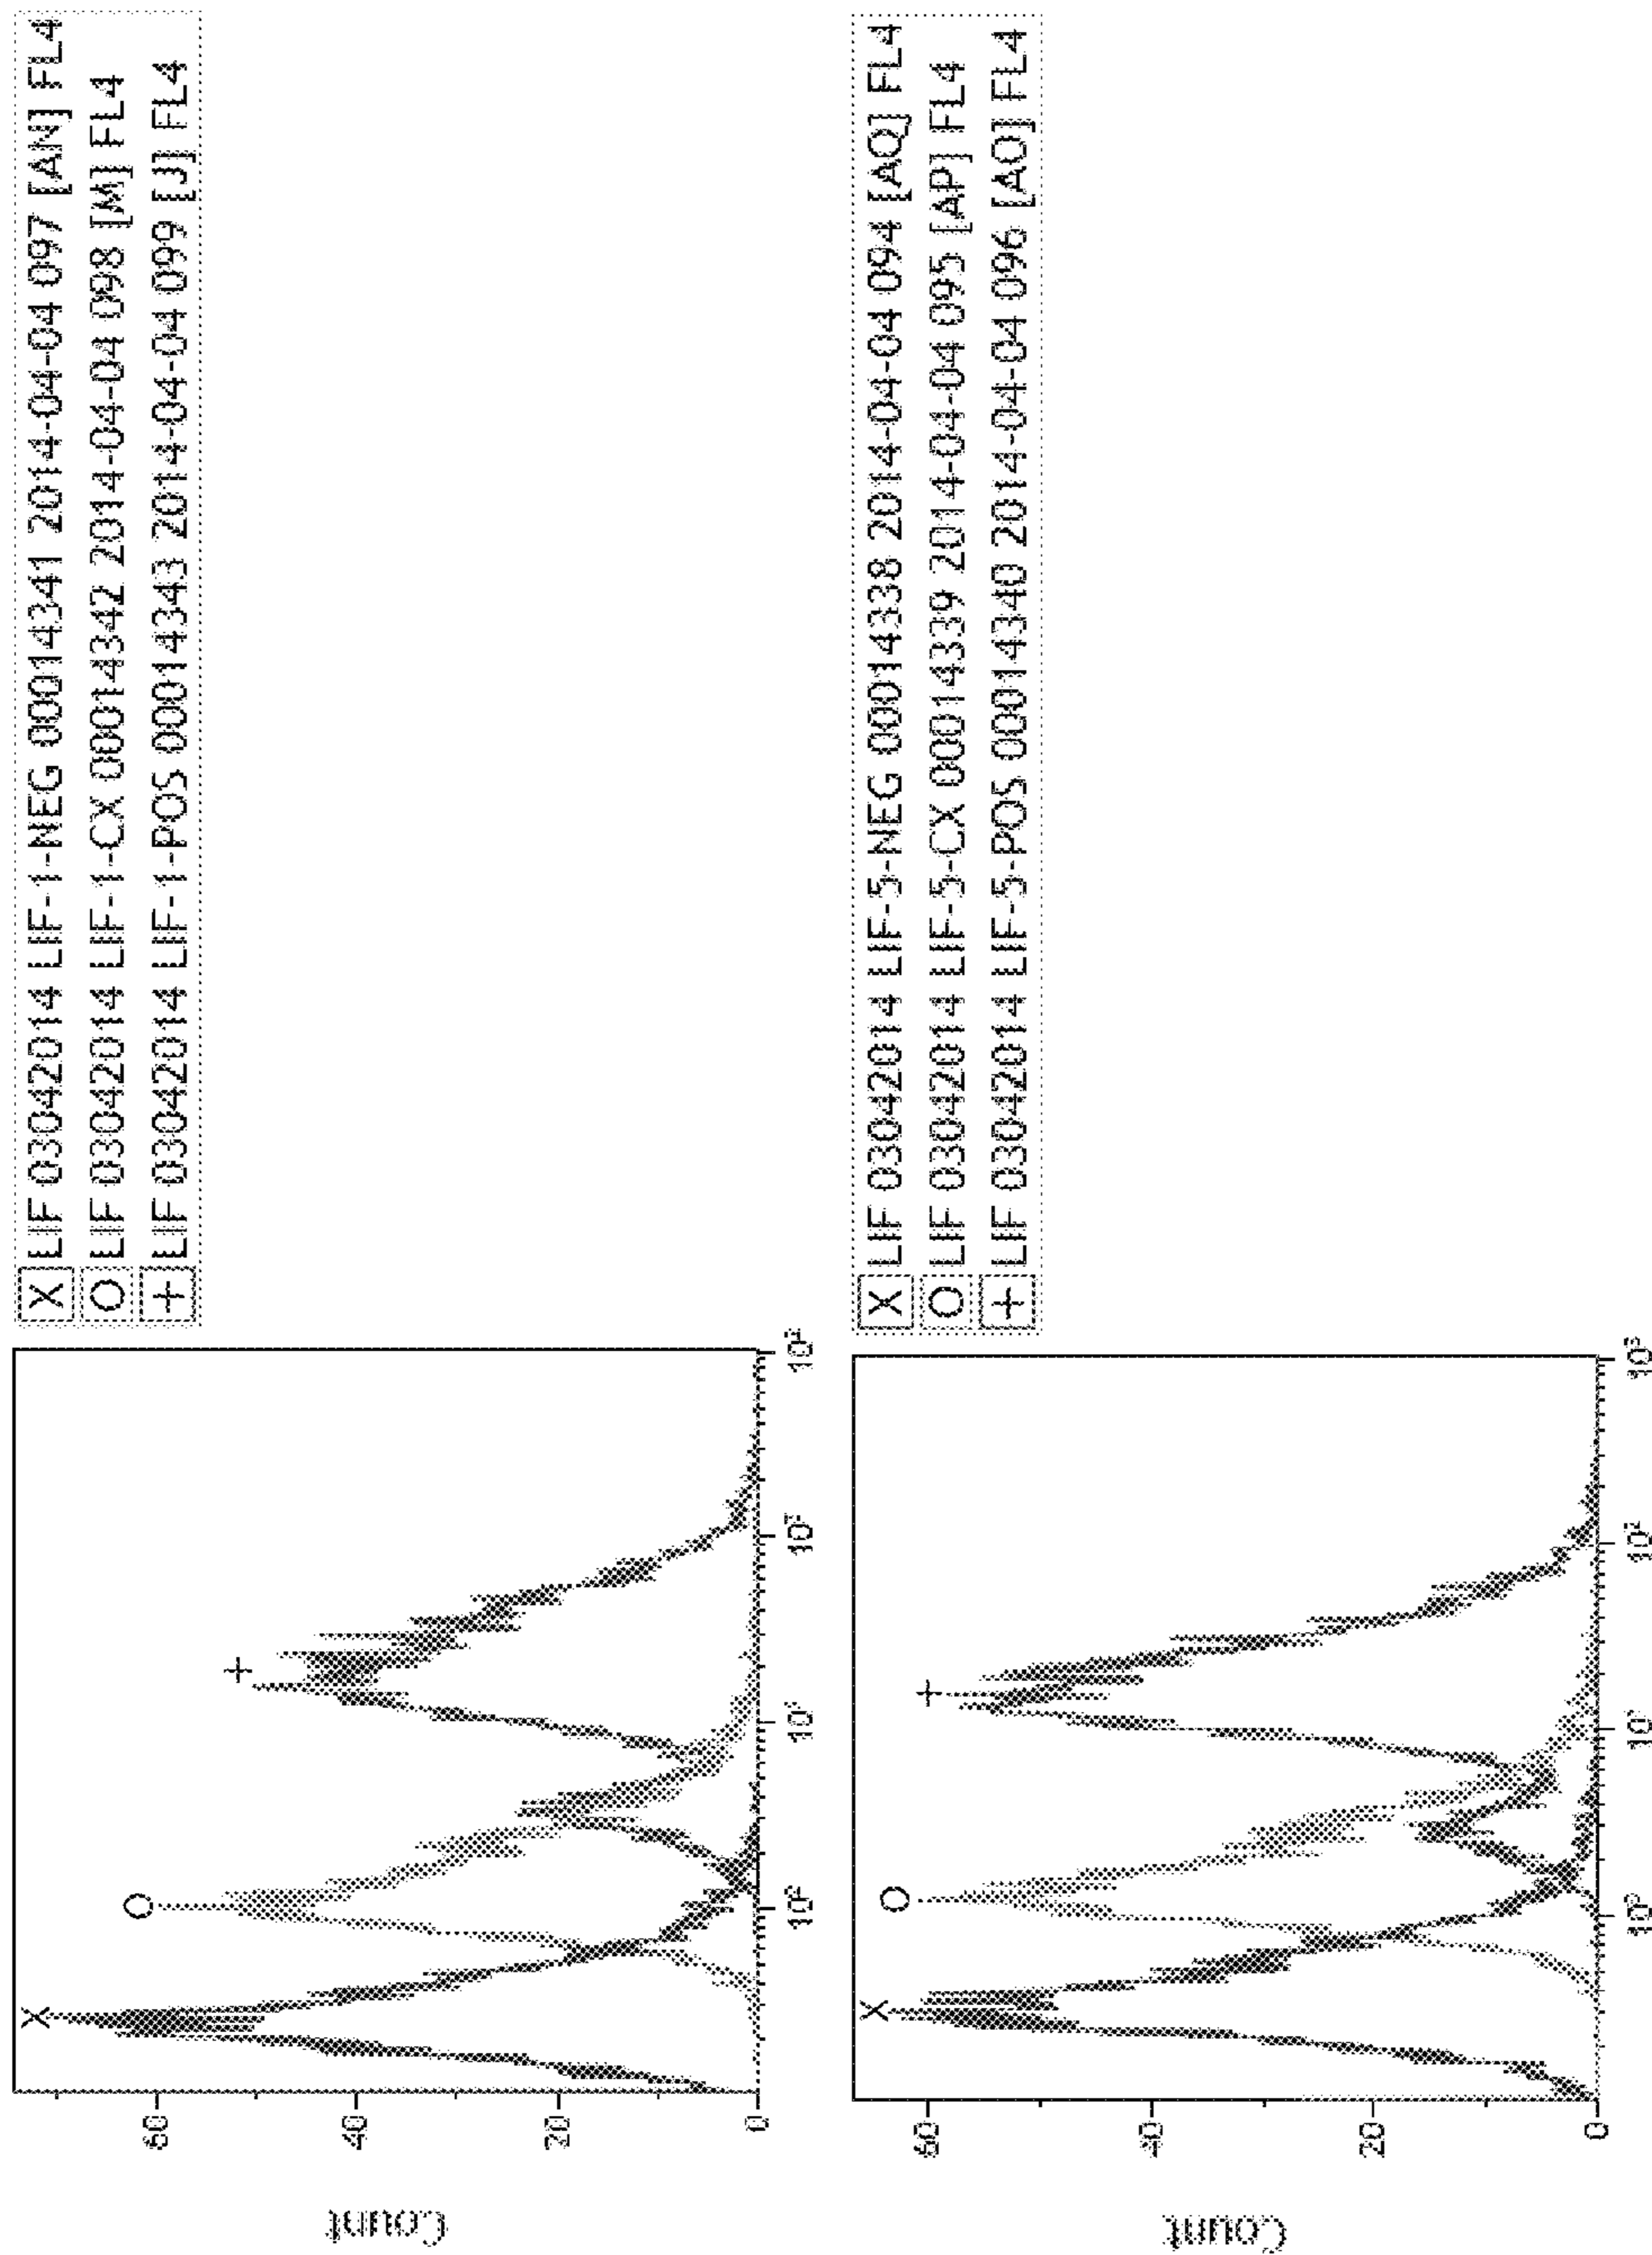 Count
60
40
20
0
X LIF 03042014 LIF-1-NEG 00014341 2014-04-04 097 [AN] FL4
O LIF 03042014 LIF-1-CX 00014342 2014-04-04 098 [M] FL4
+ LIF 03042014 LIF-1-POS 00014343 2014-04-04 099 [J] FL4
X
O
+
Count
60
40
20
0
10⁰ 10¹ 10² 10³
X LIF 03042014 LIF-5-NEG 00014338 2014-04-04 094 [AQ] FL4
O LIF 03042014 LIF-5-CX 00014339 2014-04-04 095 [AP] FL4
+ LIF 03042014 LIF-5-POS 00014340 2014-04-04 096 [AO] FL4
X
O
+